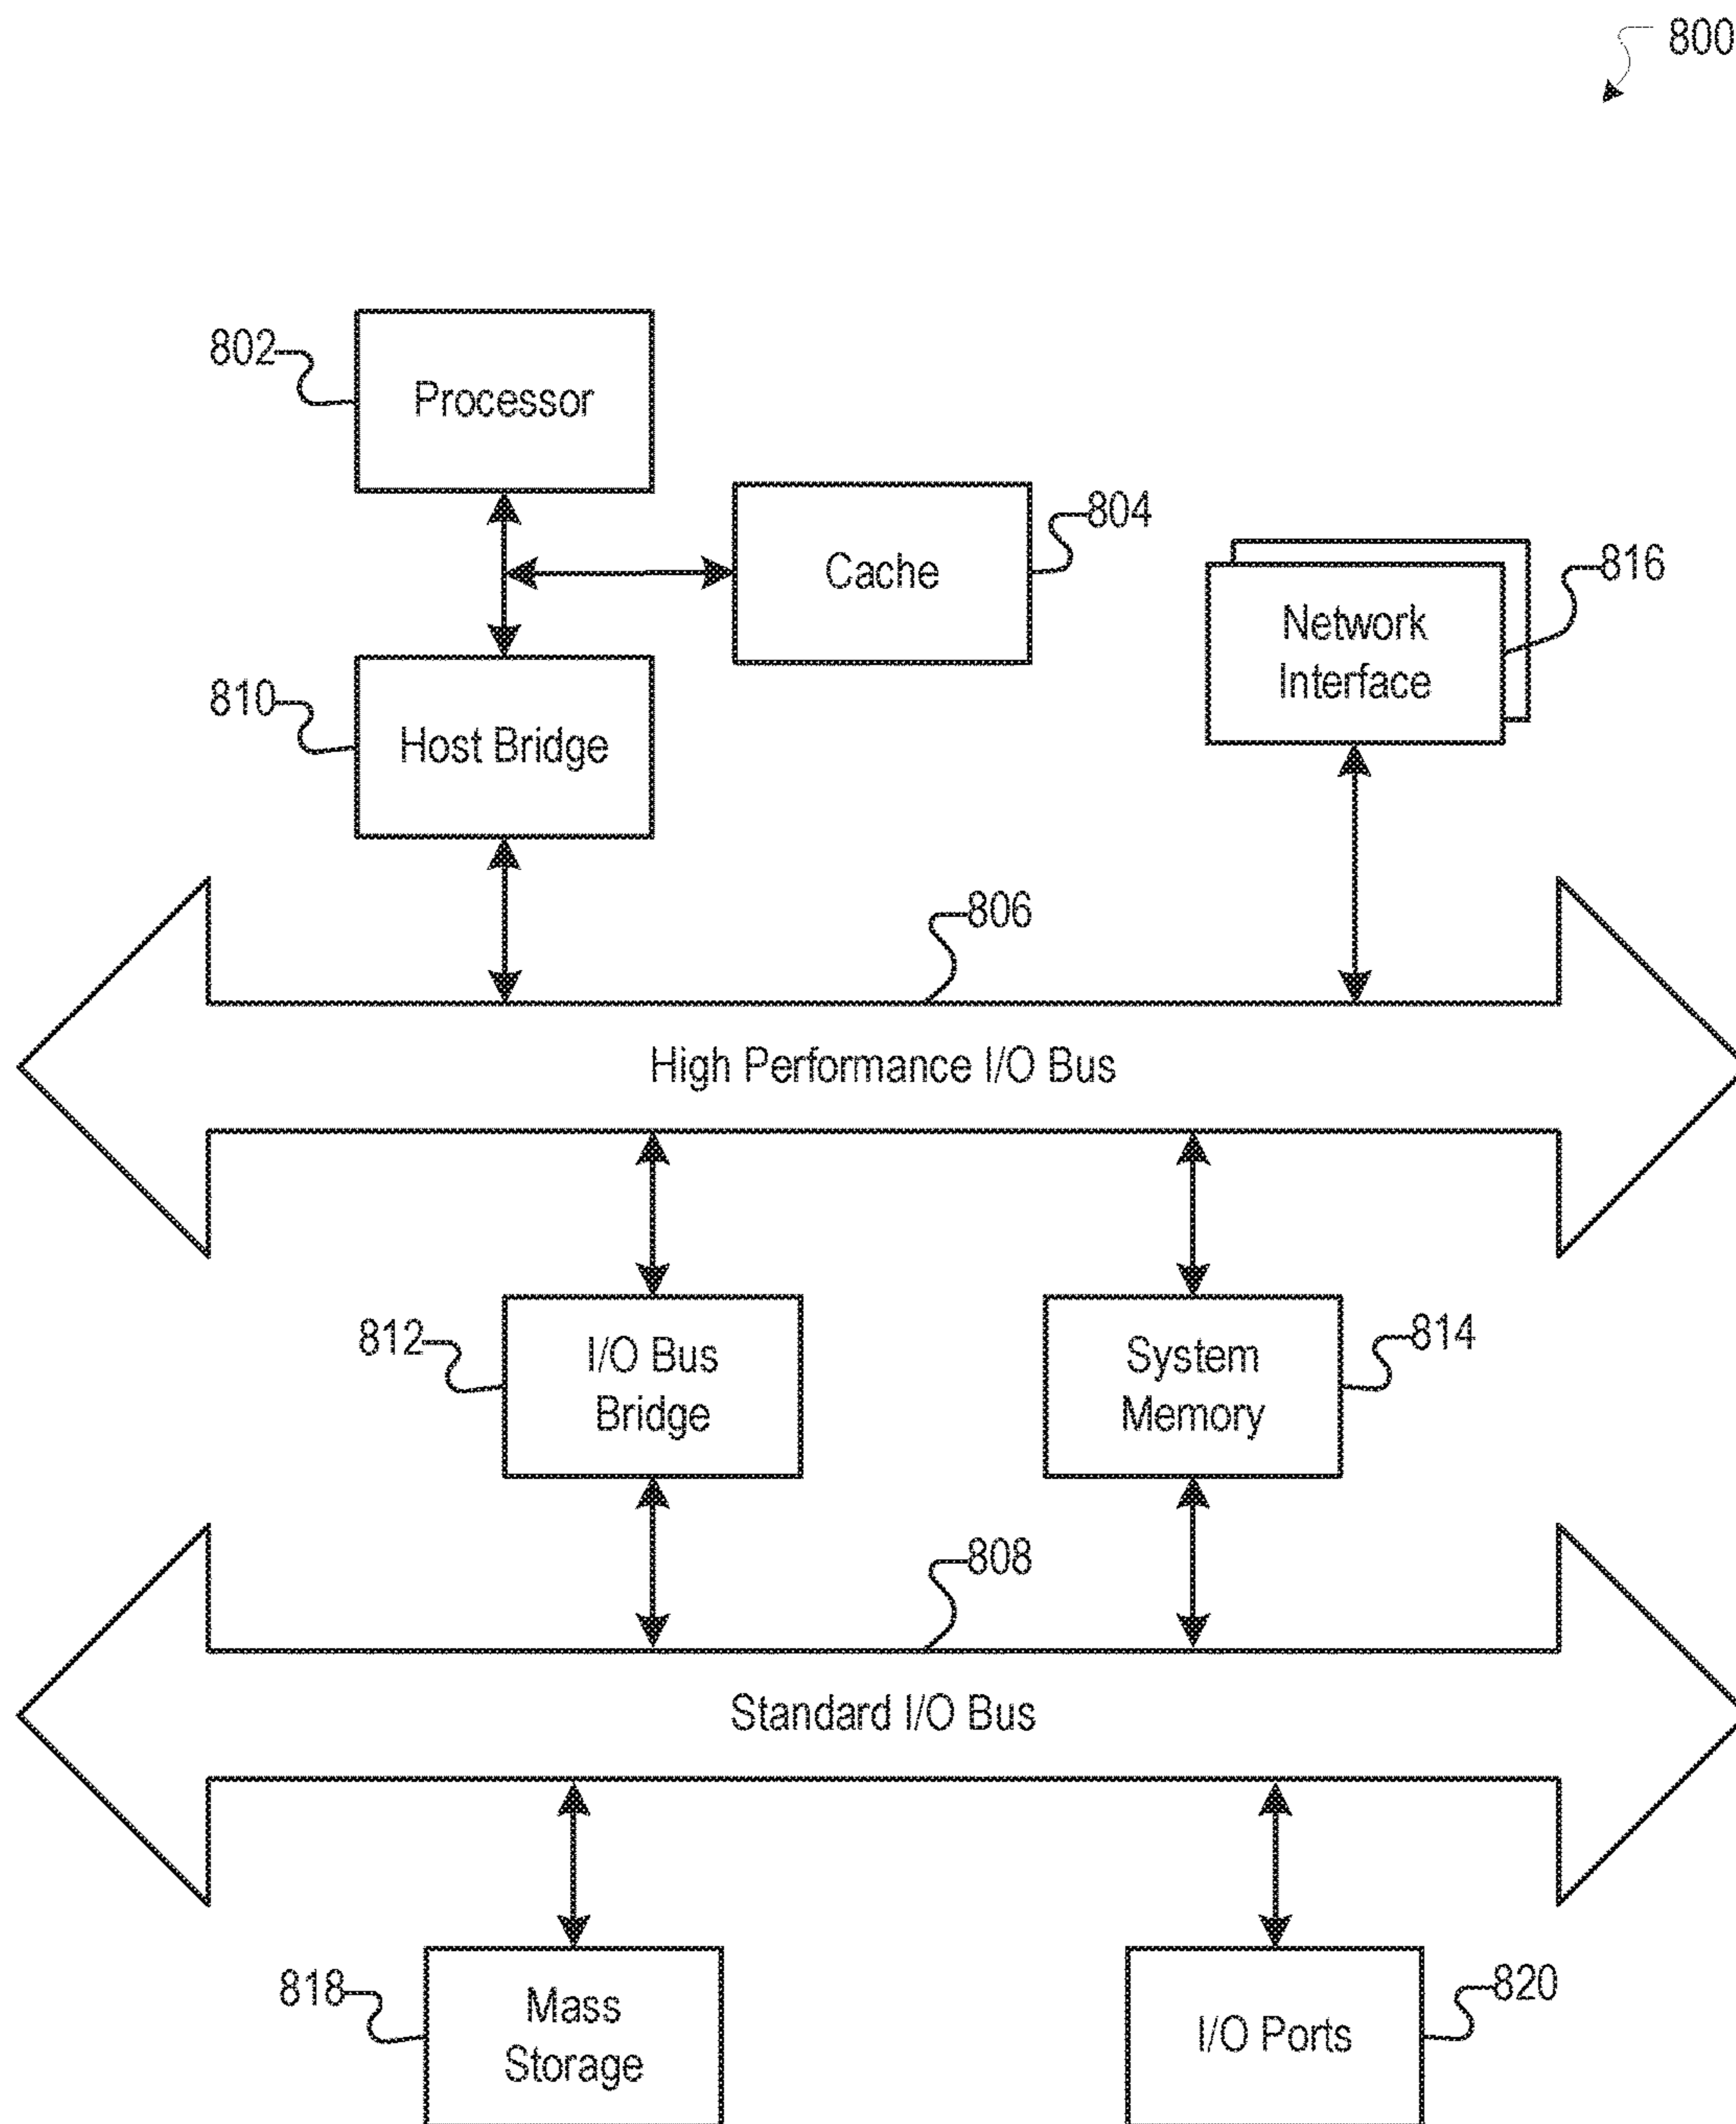 800
802
Processor
804
Cache
816
Network
Interface
810
Host Bridge
806
High Performance I/O Bus
812
I/O Bus
Bridge
System
Memory
814
808
Standard I/O Bus
818
Mass
Storage
I/O Ports
820